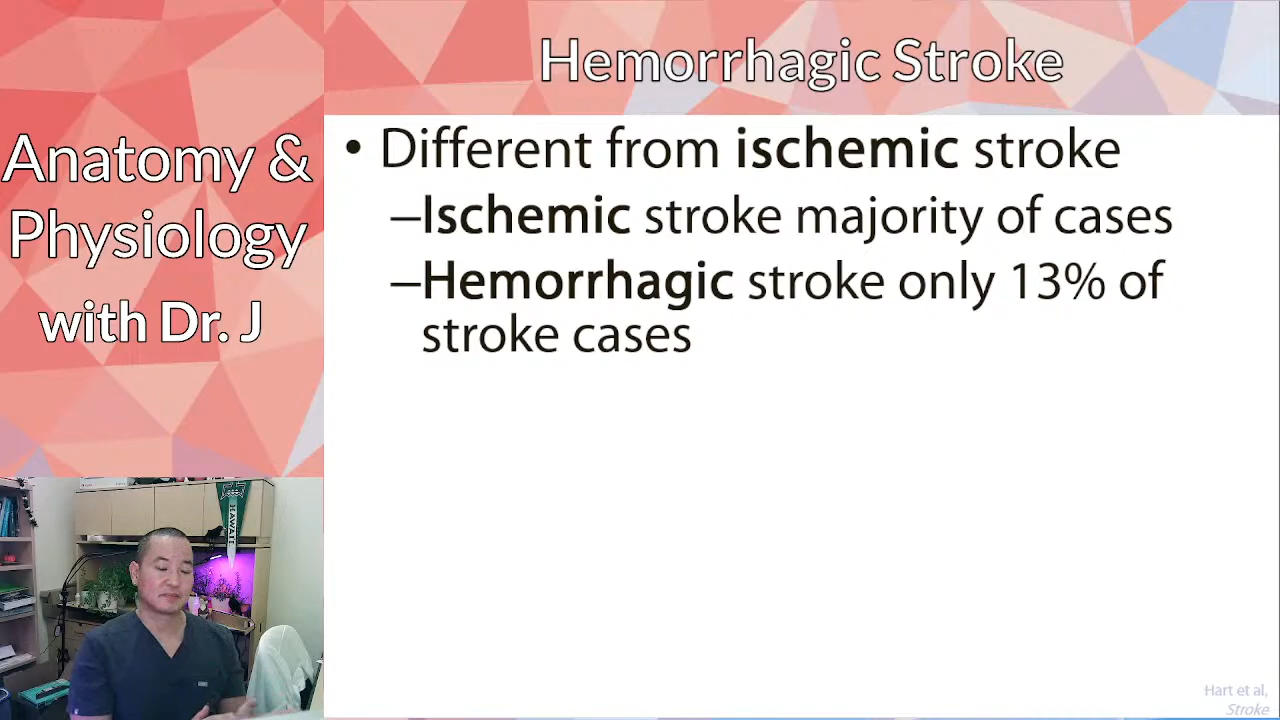 Anatomy &
Physiology
with Dr. J
Hemorrhagic Stroke
• Different from ischemic stroke
–Ischemic stroke majority of cases
–Hemorrhagic stroke only 13% of
stroke cases
HAWAI'I
Hart et al,
Stroke